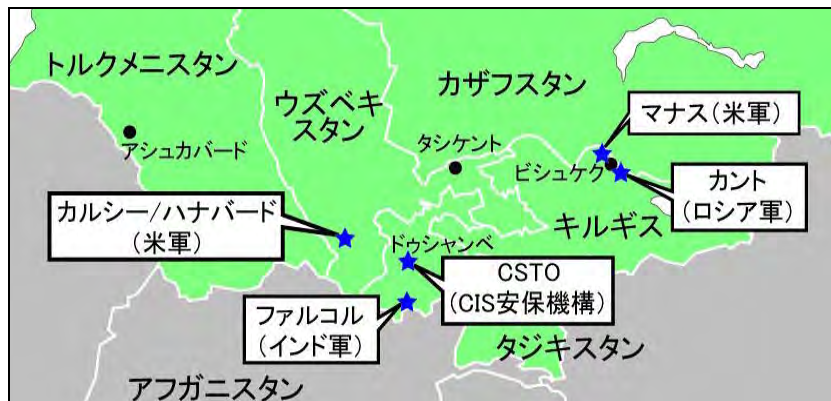 トルクメニスタン
カザフスタン
ウズベキ
スタン
マナス(米軍)
アシュカバード
タシケント
ビシュケク
カント
(ロシア軍)
カルシー/ハナバード
(米軍)
キルギス
ドゥシャンベ
CSTO
(CIS安保機構)
ファルコル
(インド軍)
タジキスタン
アフガニスタン